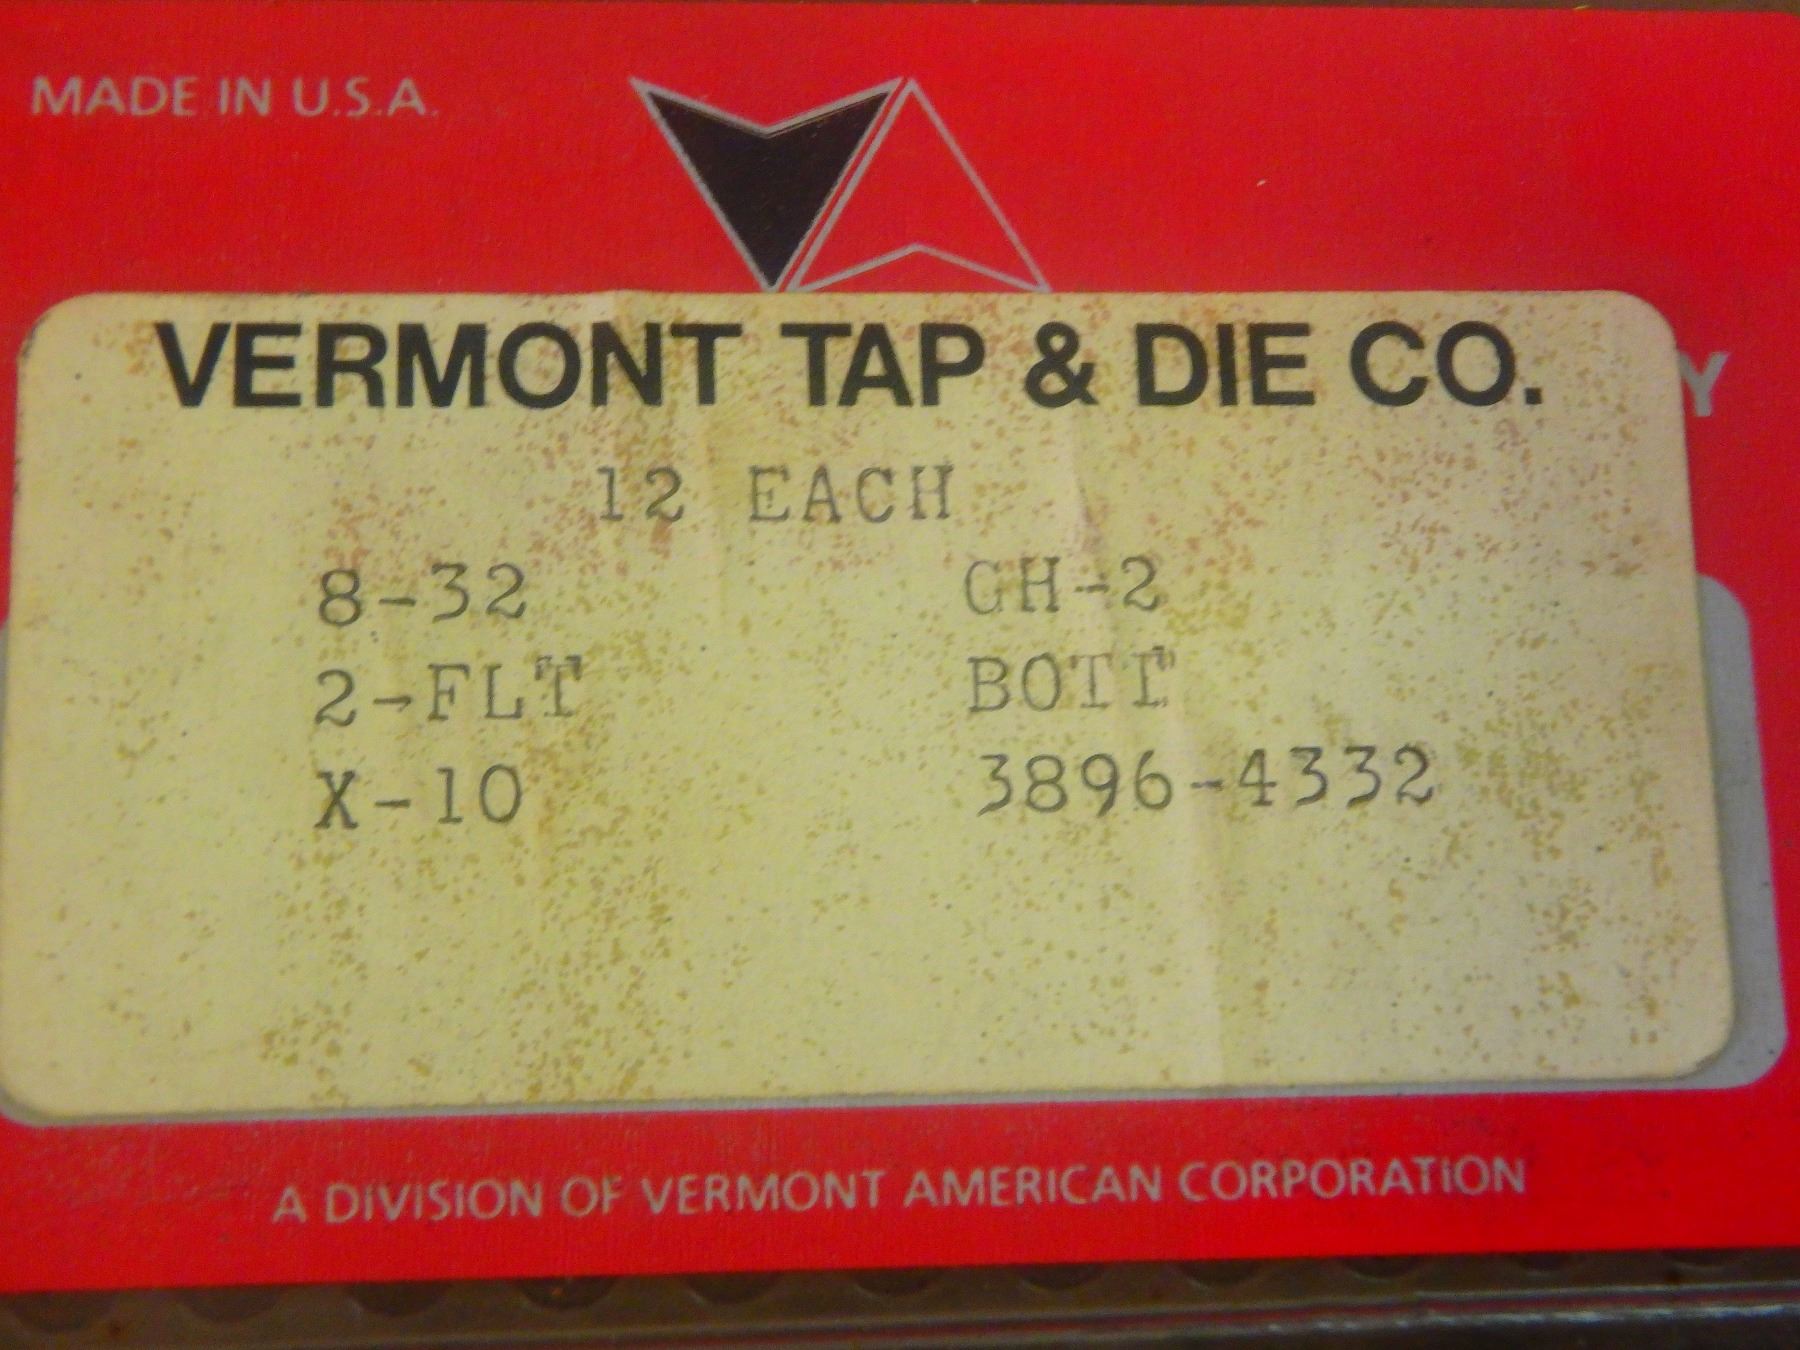 MADE IN U.S.A.
VERMONT TAP & DIE CO.
Y
12 EACH
8-32 GH-2
2-FLT BOTT
X-10 3896-4332
A DIVISION OF VERMONT AMERICAN CORPORATION